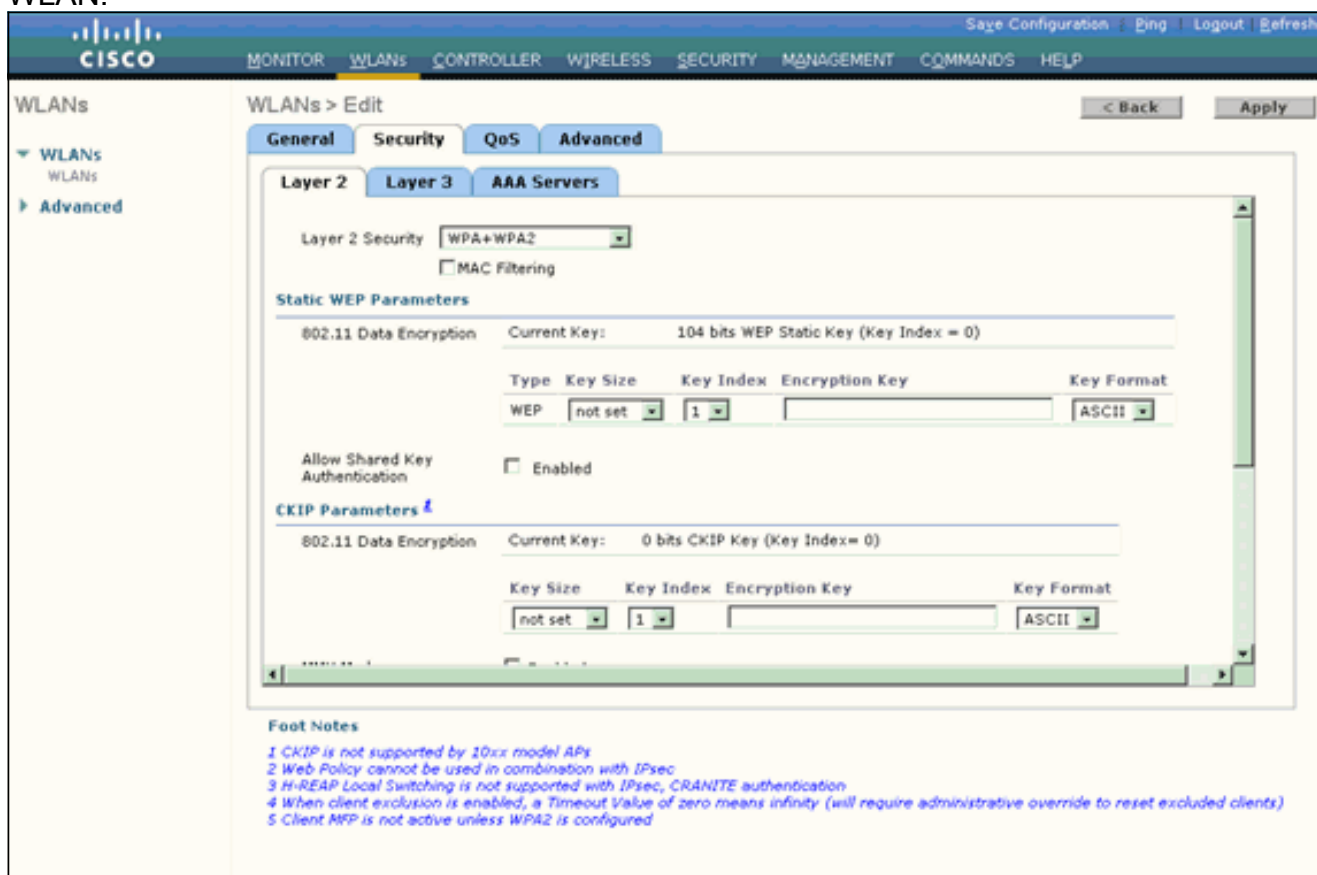 WLAN.
Save Configuration | Ping | Logout | Refresh
CISCO
MONITOR WLANs CONTROLLER WIRELESS SECURITY MANAGEMENT COMMANDS HELP
WLANs
WLANs > Edit
< Back
Apply
General Security QoS Advanced
WLANs
WLANs
Advanced
Layer 2 Layer 3 AAA Servers
Layer 2 Security WPA+WPA2
MAC Filtering
Static WEP Parameters
802.11 Data Encryption Current Key: 104 bits WEP Static Key (Key Index = 0)
Type Key Size Key Index Encryption Key Key Format
WEP not set 1 ASCII
Allow Shared Key Authentication Enabled
CKIP Parameters 1
802.11 Data Encryption Current Key: 0 bits CKIP Key (Key Index= 0)
Key Size Key Index Encryption Key Key Format
not set 1 ASCII
Foot Notes
1 CKIP is not supported by 10xx model APs
2 Web Policy cannot be used in combination with IPsec
3 H-REAP Local Switching is not supported with IPsec, CRANITE authentication
4 When client exclusion is enabled, a Timeout Value of zero means infinity (will require administrative override to reset excluded clients)
5 Client MFP is not active unless WPA2 is configured